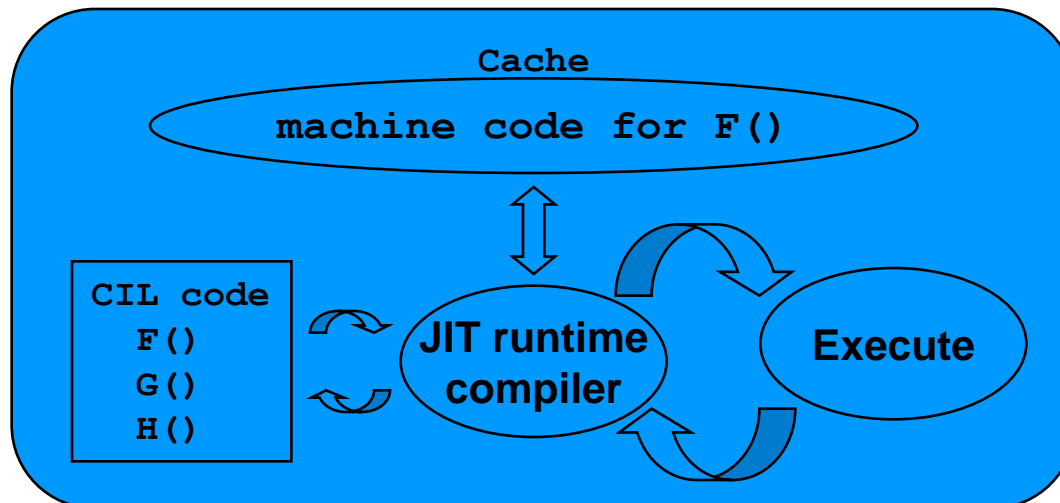 Cache
machine code for F()
CIL code
F()
G()
H()
JIT runtime
compiler
Execute